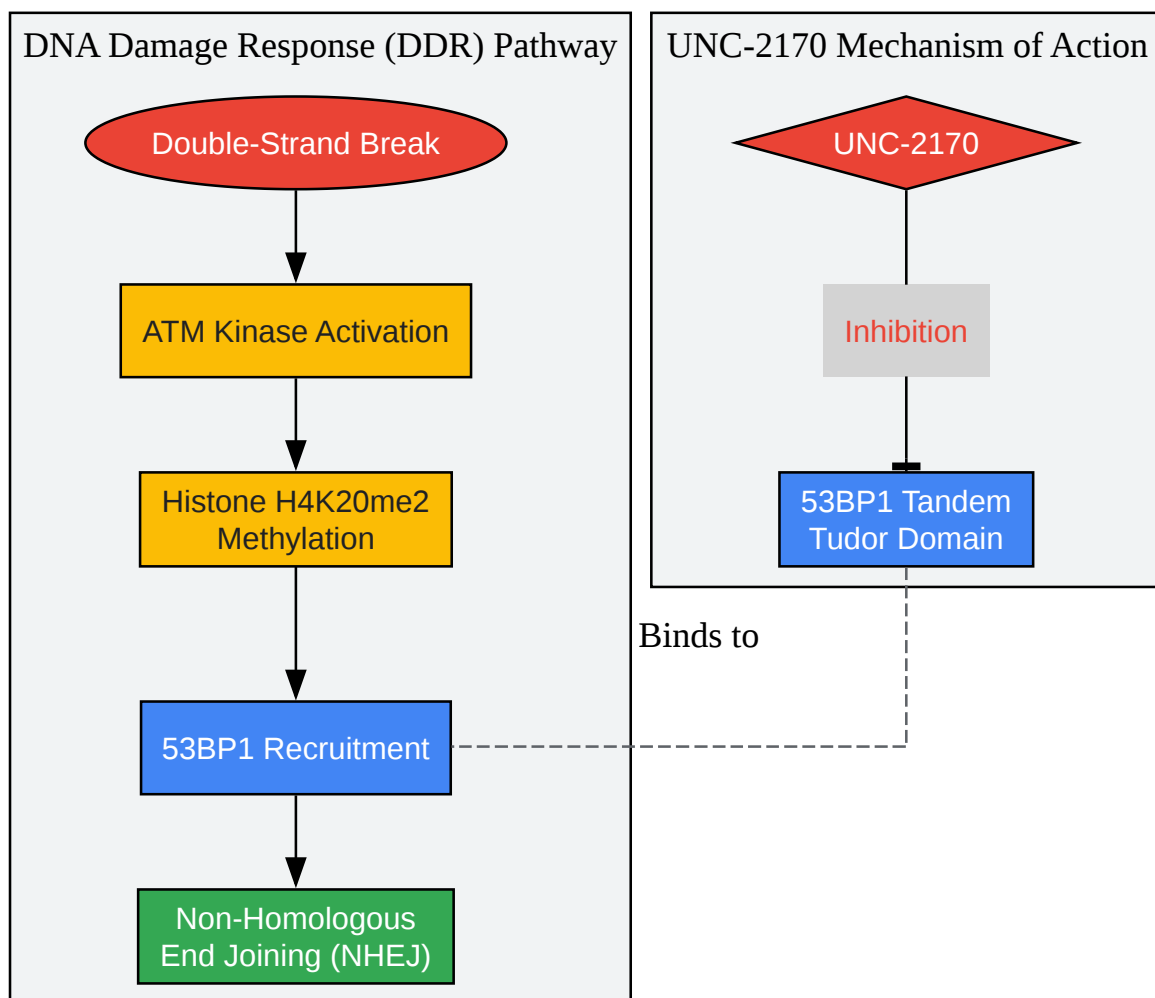 DNA Damage Response (DDR) Pathway
Double-Strand Break
ATM Kinase Activation
Histone H4K20me2
Methylation
53BP1 Recruitment
Non-Homologous
End Joining (NHEJ)
UNC-2170 Mechanism of Action
UNC-2170
Inhibition
53BP1 Tandem
Tudor Domain
Binds to